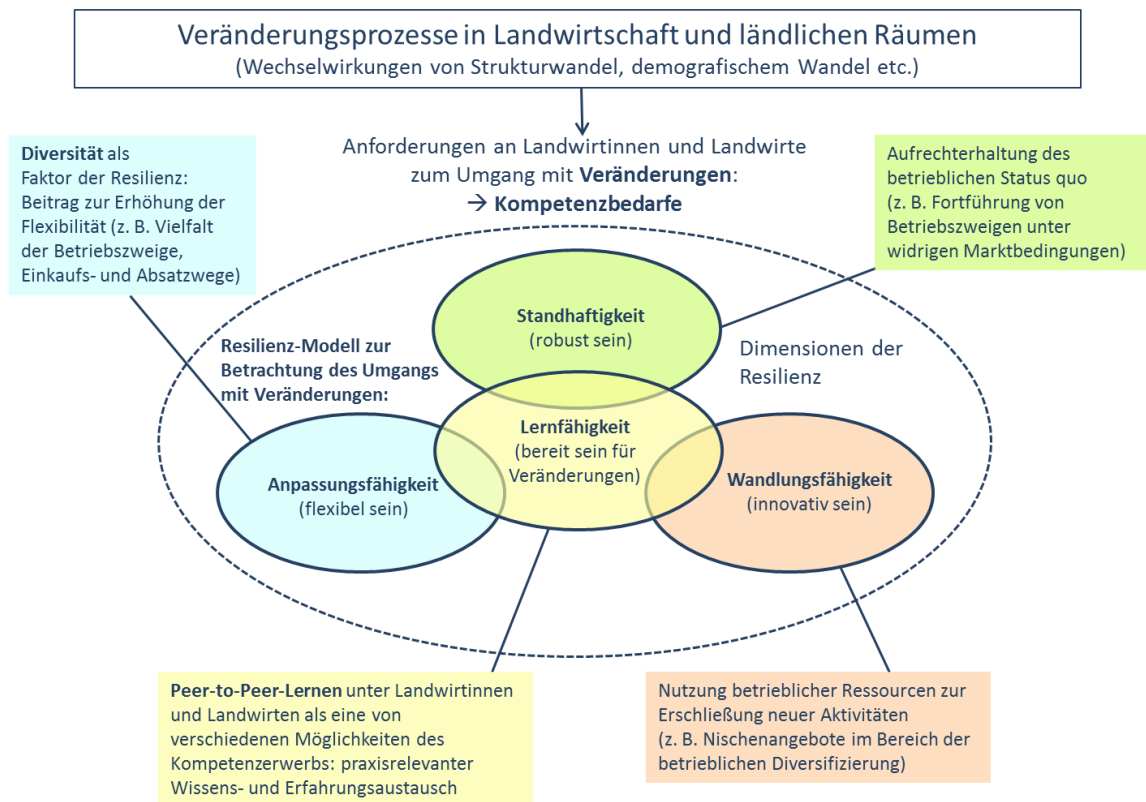 Veränderungsprozesse in Landwirtschaft und ländlichen Räumen
(Wechselwirkungen von Strukturwandel, demografischem Wandel etc.)
Anforderungen an Landwirtinnen und Landwirte
zum Umgang mit Veränderungen:
→ Kompetenzbedarfe
Diversität als
Faktor der Resilienz:
Beitrag zur Erhöhung der
Flexibilität (z. B. Vielfalt
der Betriebszweige,
Einkaufs- und Absatzwege)
Aufrechterhaltung des
betrieblichen Status quo
(z. B. Fortführung von
Betriebszweigen unter
widrigen Marktbedingungen)
Standhaftigkeit
(robust sein)
Resilienz-Modell zur
Betrachtung des Umgangs
mit Veränderungen:
Dimensionen der
Resilienz
Lernfähigkeit
(bereit sein für
Veränderungen)
Anpassungsfähigkeit
(flexibel sein)
Wandlungsfähigkeit
(innovativ sein)
Peer-to-Peer-Lernen unter Landwirtinnen
und Landwirten als eine von
verschiedenen Möglichkeiten des
Kompetenzerwerbs: praxisrelevanter
Wissens- und Erfahrungsaustausch
Nutzung betrieblicher Ressourcen zur
Erschließung neuer Aktivitäten
(z. B. Nischenangebote im Bereich der
betrieblichen Diversifizierung)